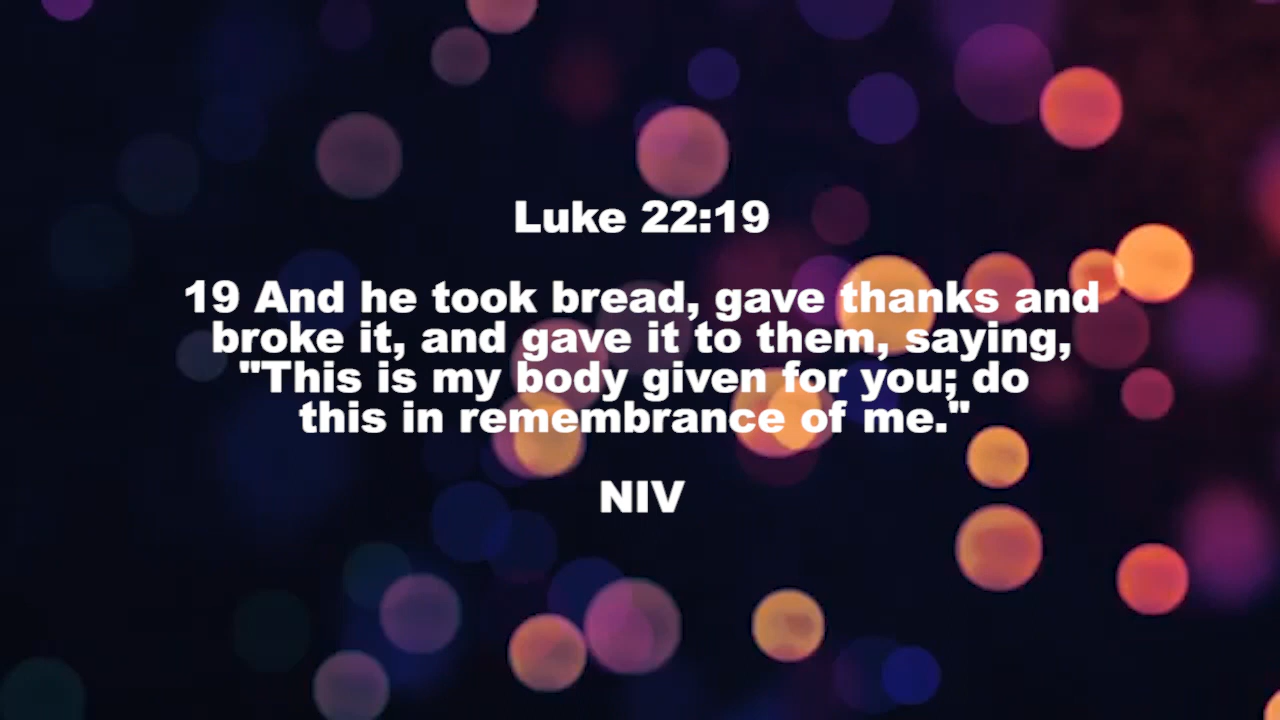 Luke 22:19
19 And he took bread, gave thanks and
broke it, and gave it to them, saying,
"This is my body given for you; do
this in remembrance of me."
NIV